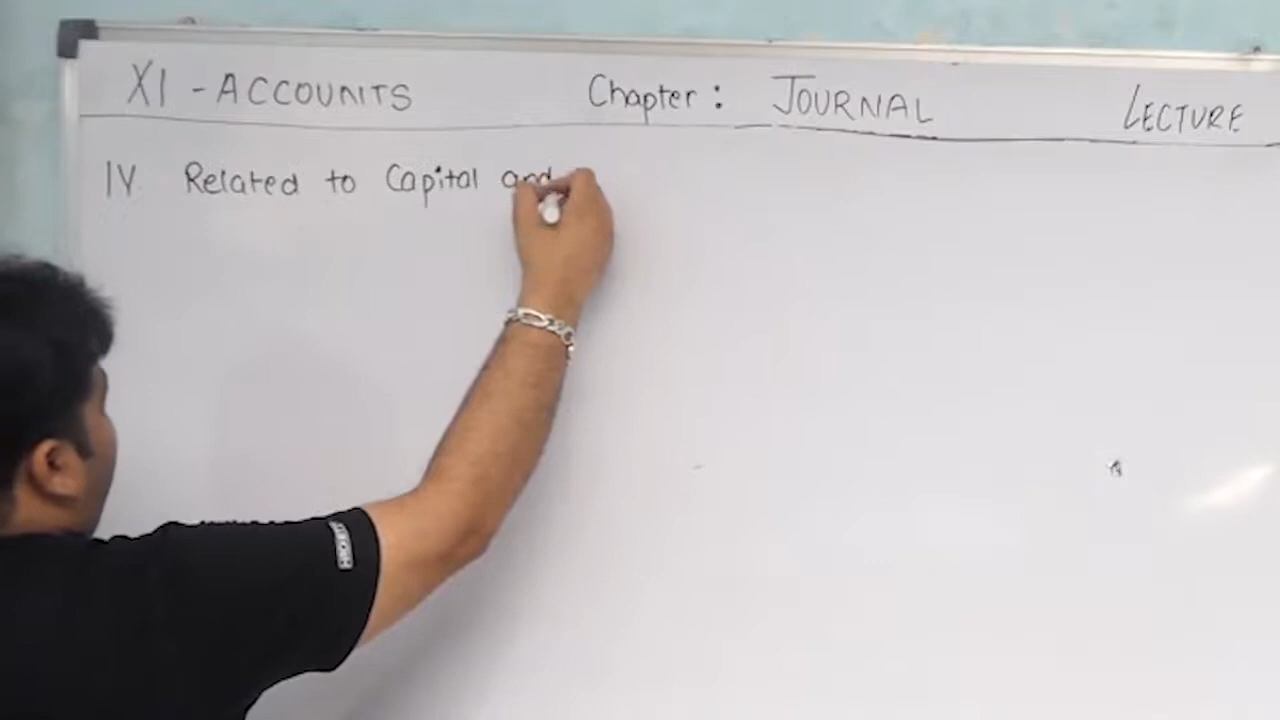 XI - ACCOUNTS Chapter : JOURNAL LECTURE
IV Related to Capital and